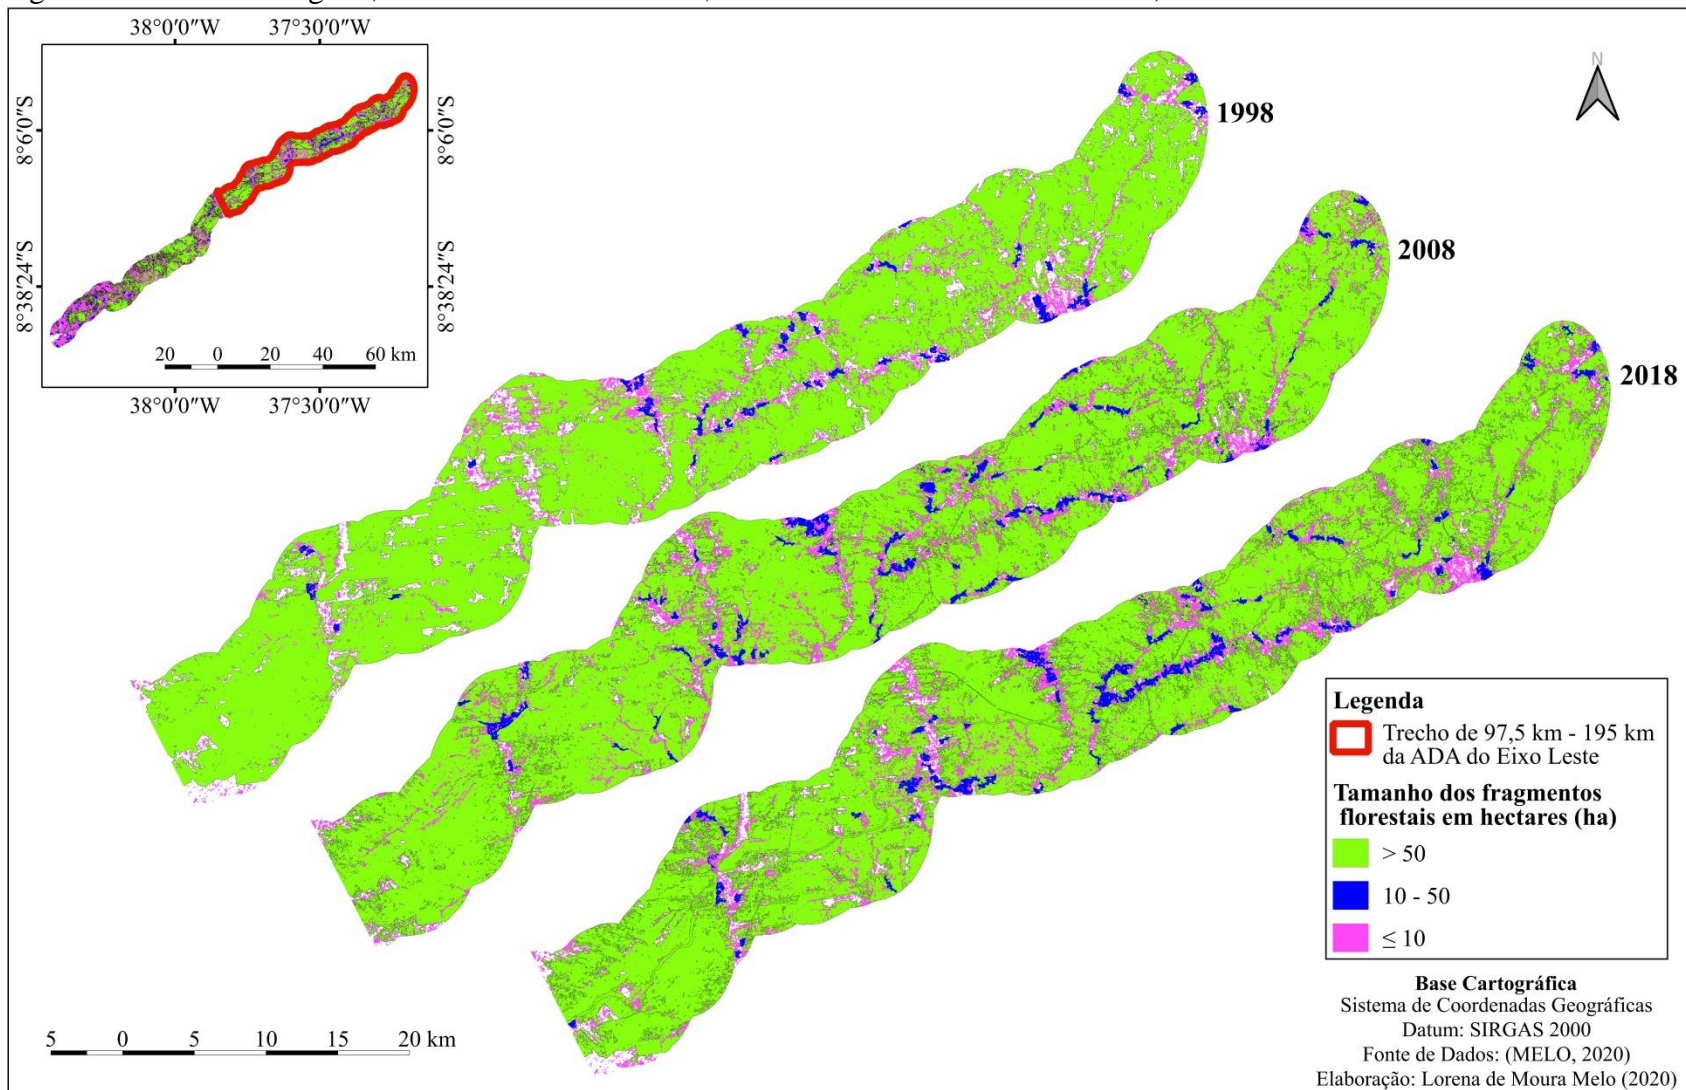 38°0'0"W 37°30'0"W
8°6'0"S
8°38'24"S
8°6'0"S
8°38'24"S
20 0 20 40 60 km
38°0'0"W 37°30'0"W
N
1998
2008
2018
Legenda
Trecho de 97,5 km - 195 km
da ADA do Eixo Leste
Tamanho dos fragmentos
florestais em hectares (ha)
> 50
10 - 50
≤ 10
5 0 5 10 15 20 km
Base Cartográfica
Sistema de Coordenadas Geográficas
Datum: SIRGAS 2000
Fonte de Dados: (MELO, 2020)
Elaboração: Lorena de Moura Melo (2020)